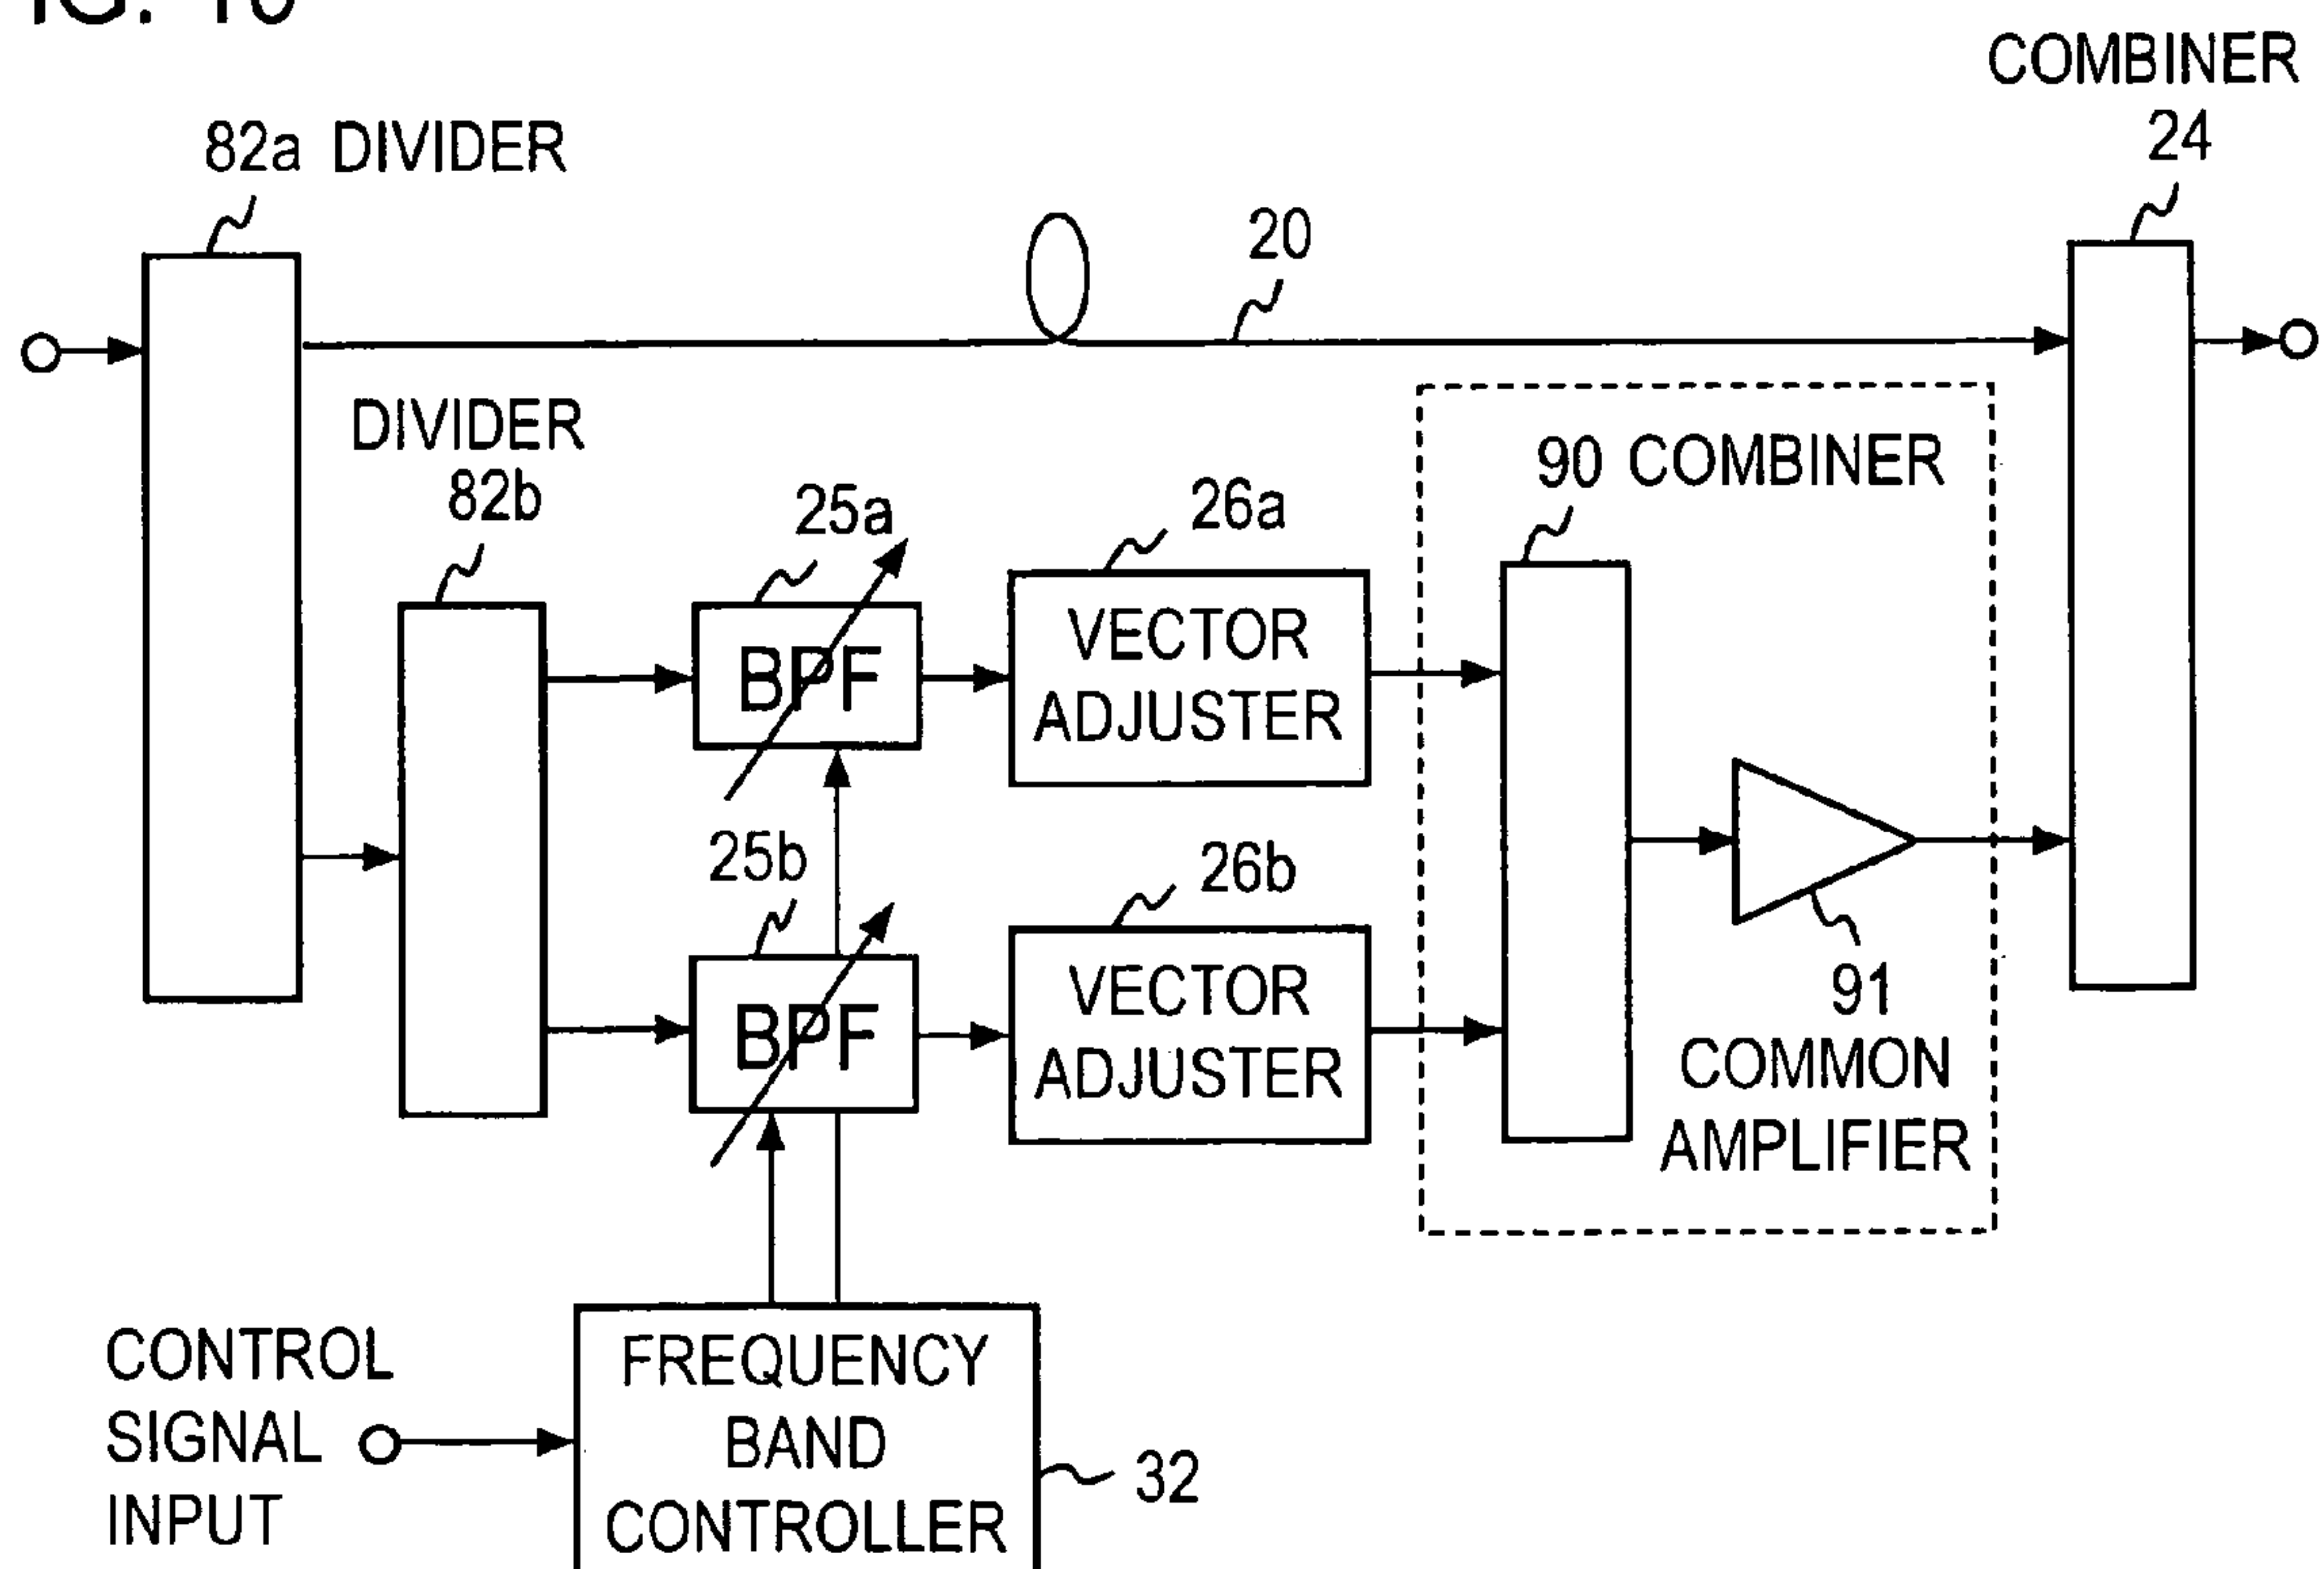 COMBINER
24
82a DIVIDER
20
DIVIDER
82b
90 COMBINER
25a
26a
BPF
VECTOR
ADJUSTER
25b
26b
BPF
VECTOR
ADJUSTER
91
COMMON
AMPLIFIER
CONTROL
SIGNAL
INPUT
FREQUENCY
BAND
CONTROLLER
32